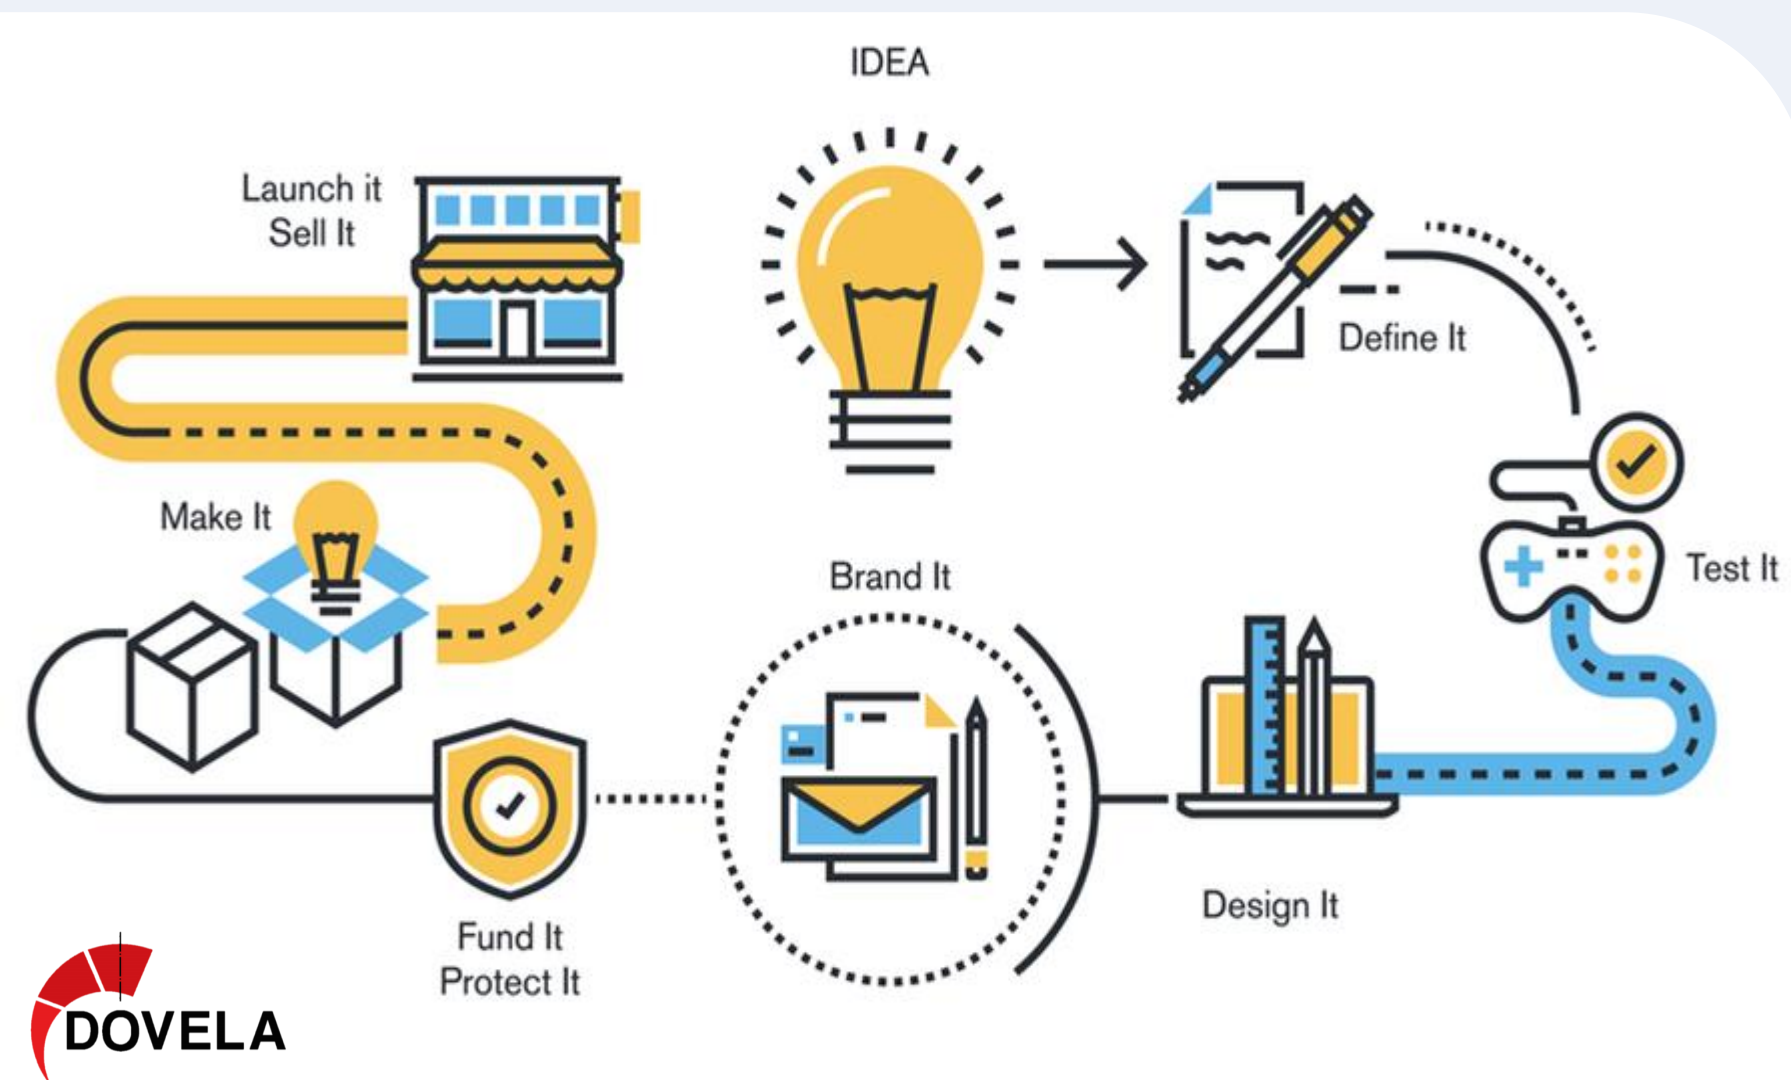 IDEA
Define It
Test It
Design It
Brand It
Fund It
Protect It
Make It
Launch it
Sell It
DOVELA